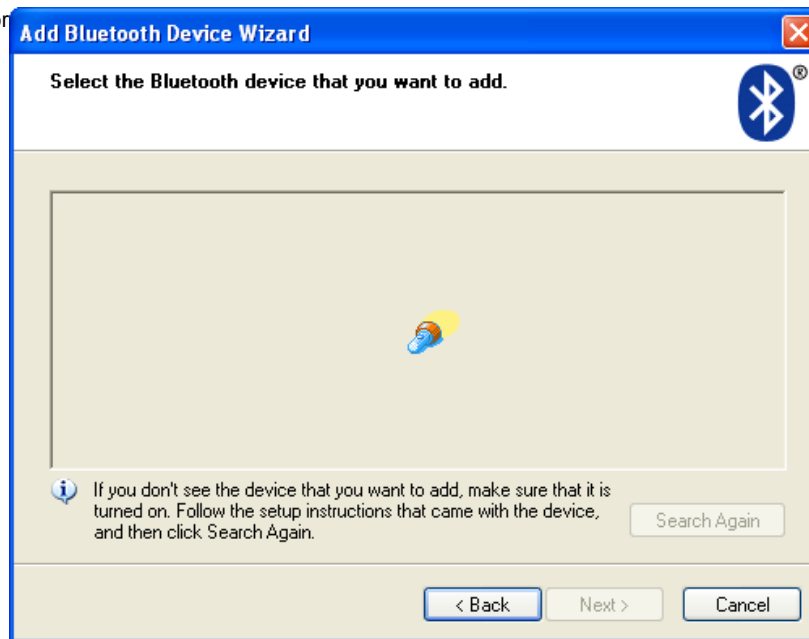 or
Add Bluetooth Device Wizard
Select the Bluetooth device that you want to add.
®
If you don't see the device that you want to add, make sure that it is
turned on. Follow the setup instructions that came with the device,
and then click Search Again.
Search Again
< Back Next > Cancel